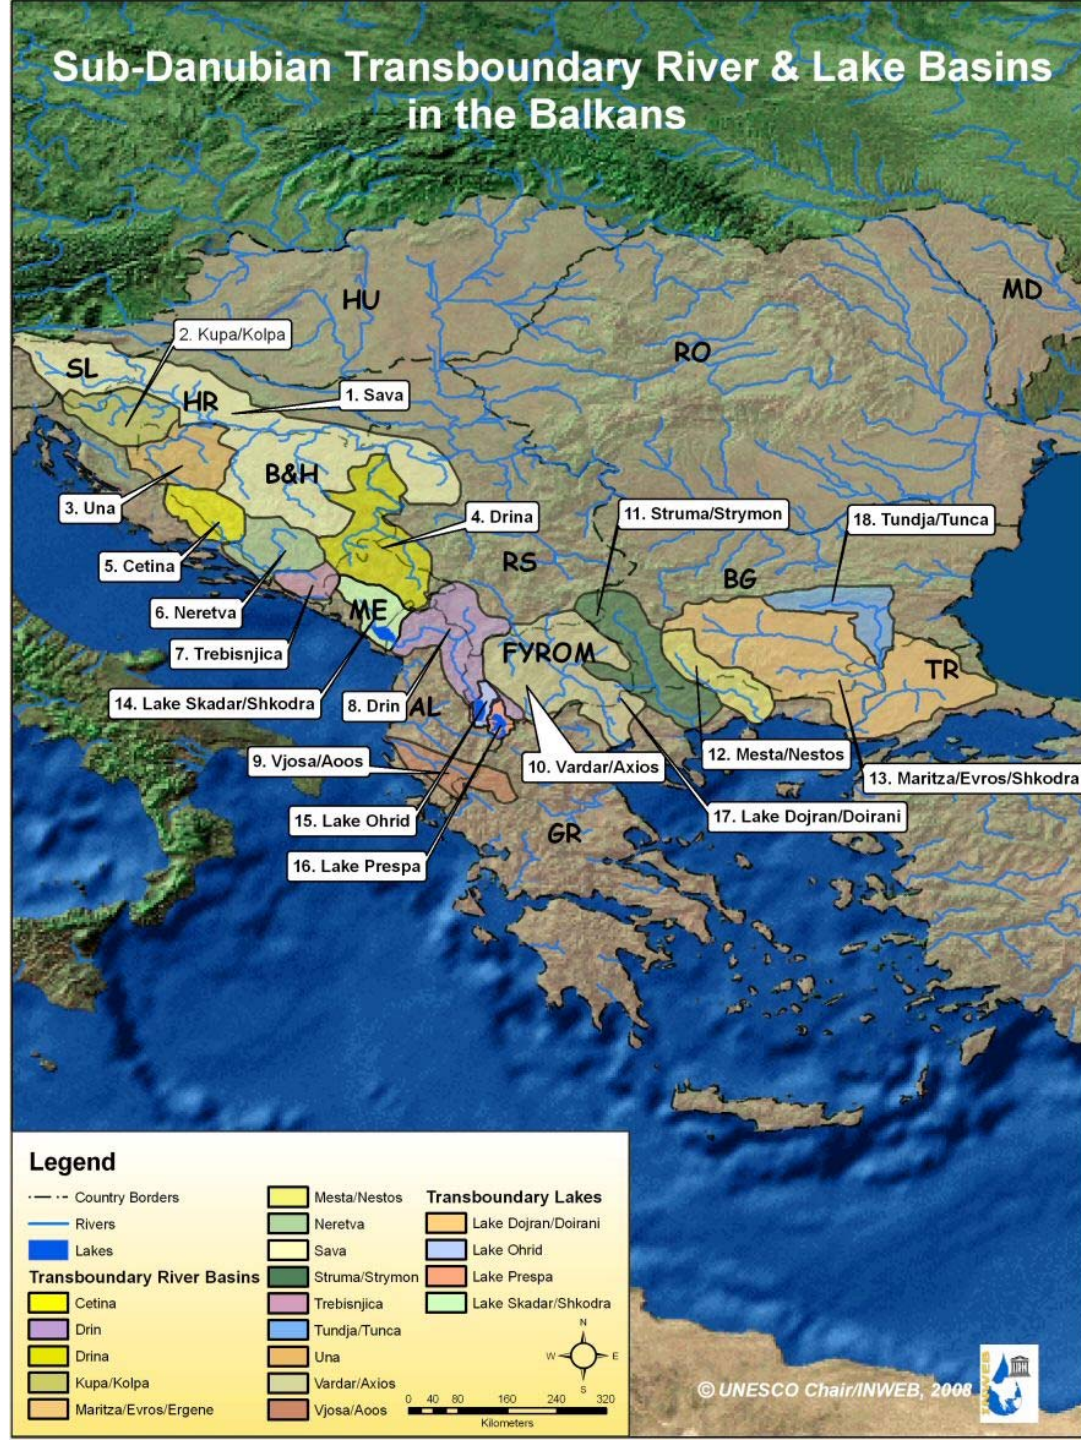 Sub-Danubian Transboundary River & Lake Basins
in the Balkans
HU
MD
RO
2. Kupa/Kolpa
SL
HR
1. Sava
B&H
3. Una
4. Drina
11. Struma/Strymon
18. Tundja/Tunca
5. Cetina
RS
BG
6. Neretva
ME
7. Trebisnjica
FYROM
TR
14. Lake Skadar/Shkodra
8. Drin
AL
9. Vjosa/Aoos
10. Vardar/Axios
12. Mesta/Nestos
13. Maritza/Evros/Shkodra
15. Lake Ohrid
17. Lake Dojran/Doirani
GR
16. Lake Prespa
Legend
Country Borders
Rivers
Lakes
Transboundary River Basins
Cetina
Drin
Drina
Kupa/Kolpa
Maritza/Evros/Ergene
Mesta/Nestos
Neretva
Sava
Struma/Strymon
Trebisnjica
Tundja/Tunca
Una
Vardar/Axios
Vjosa/Aoos
Transboundary Lakes
Lake Dojran/Doirani
Lake Ohrid
Lake Prespa
Lake Skadar/Shkodra
N
W E
S
0 40 80 160 240 320
Kilometers
© UNESCO Chair/INWEB, 2008
INWEB